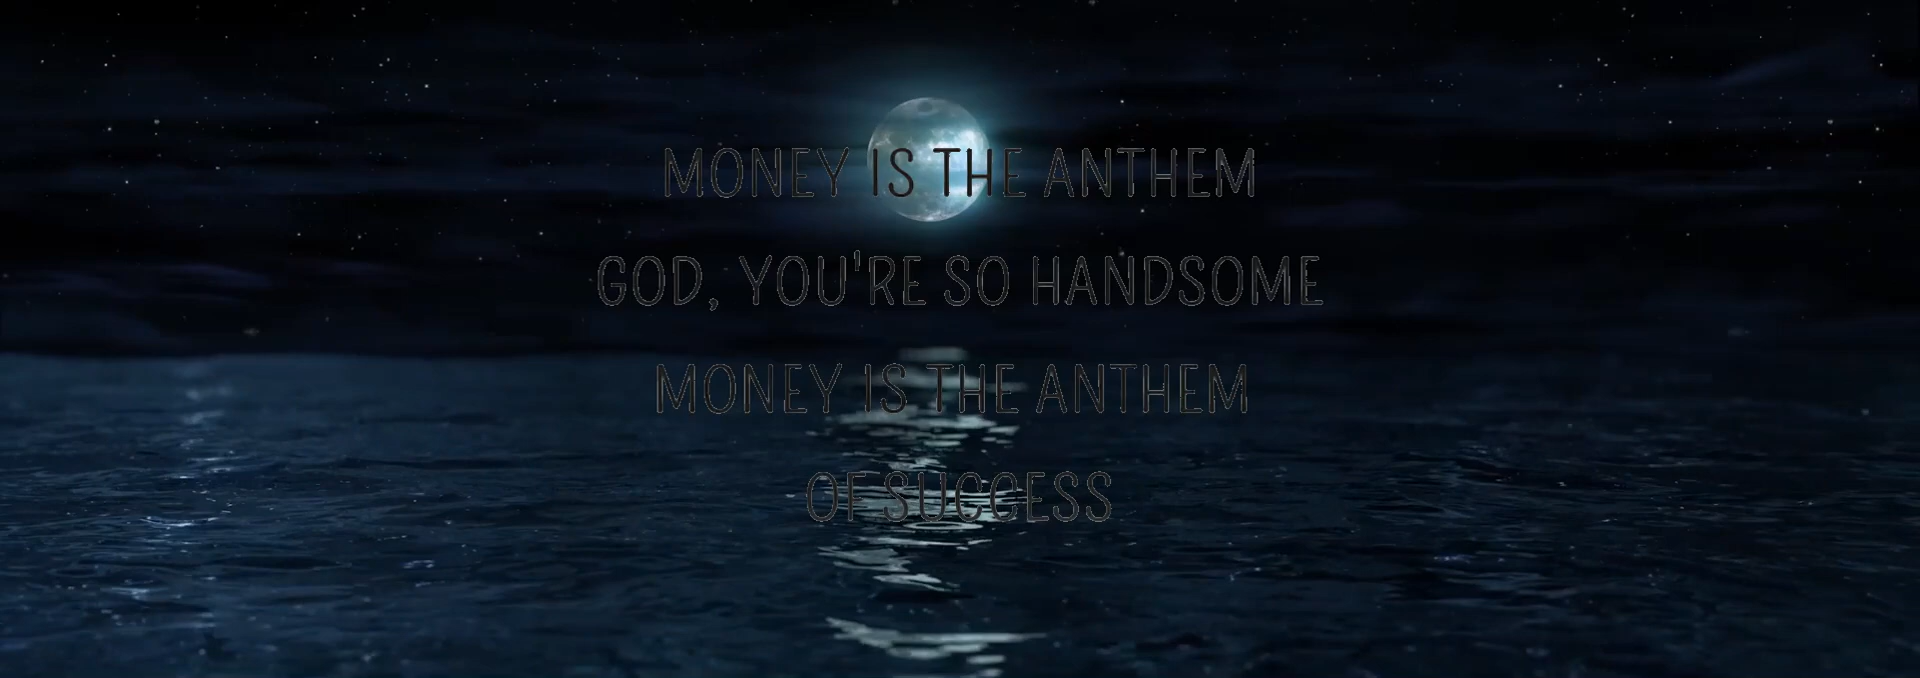 MONEY IS THE ANTHEM
GOD, YOU'RE SO HANDSOME
MONEY IS THE ANTHEM
OF SUCCESS